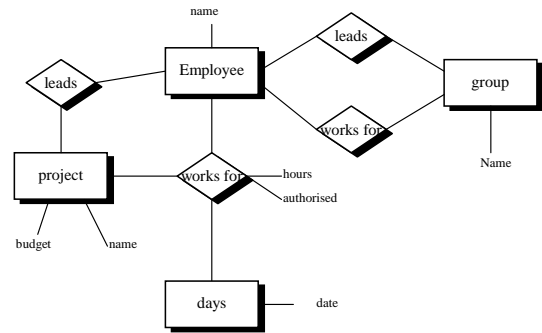 name
leads
Employee
leads
group
works for
Name
project
works for
hours
authorised
budget
name
days
date